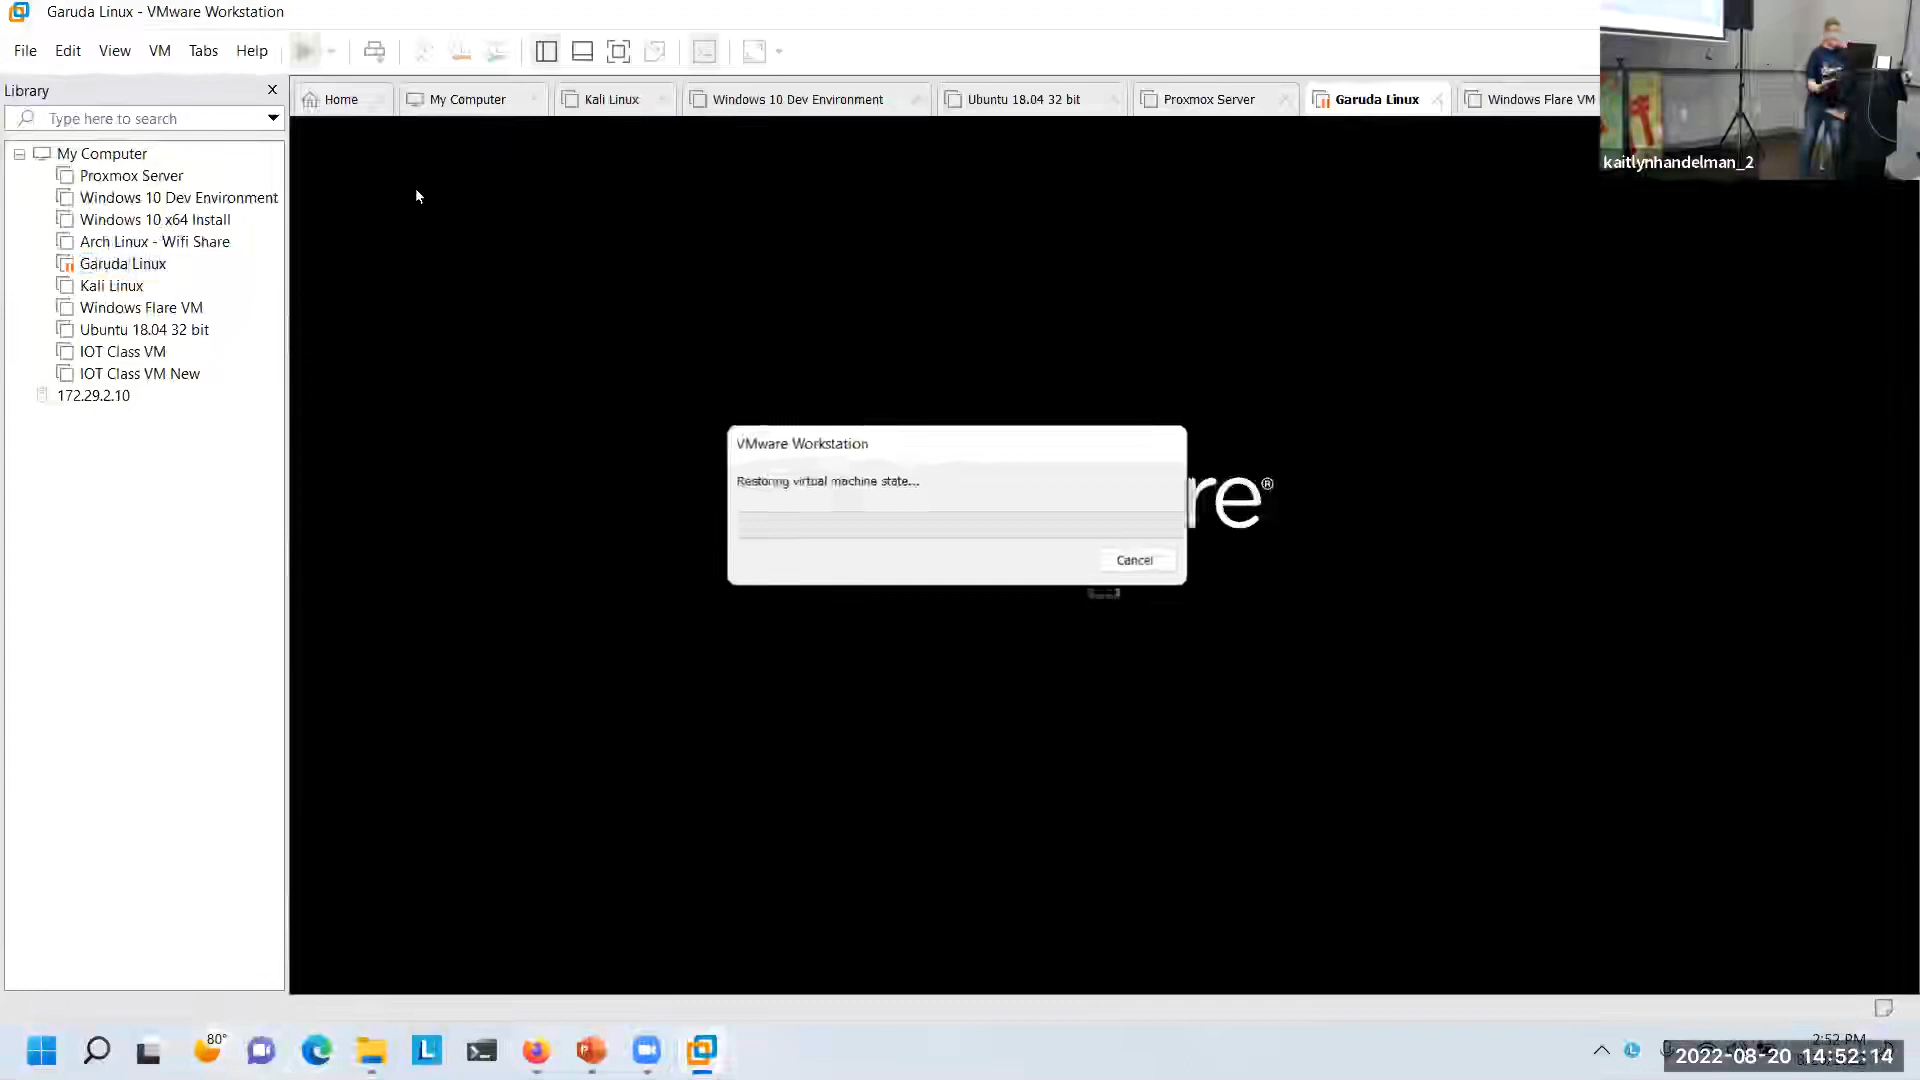 Garuda Linux - VMware Workstation
File Edit View VM Tabs Help
Library
Type here to search
Home
My Computer
Kali Linux
Windows 10 Dev Environment
Ubuntu 18.04 32 bit
Proxmox Server
Garuda Linux
Windows Flare VM
kaitlynhandelman_2
My Computer
Proxmox Server
Windows 10 Dev Environment
Windows 10 x64 Install
Arch Linux - Wifi Share
Garuda Linux
Kali Linux
Windows Flare VM
Ubuntu 18.04 32 bit
IOT Class VM
IOT Class VM New
172.29.2.10
VMware Workstation
Restoring virtual machine state...
Cancel
re®
80°
2:52 PM
2022-08-20 14:52:14